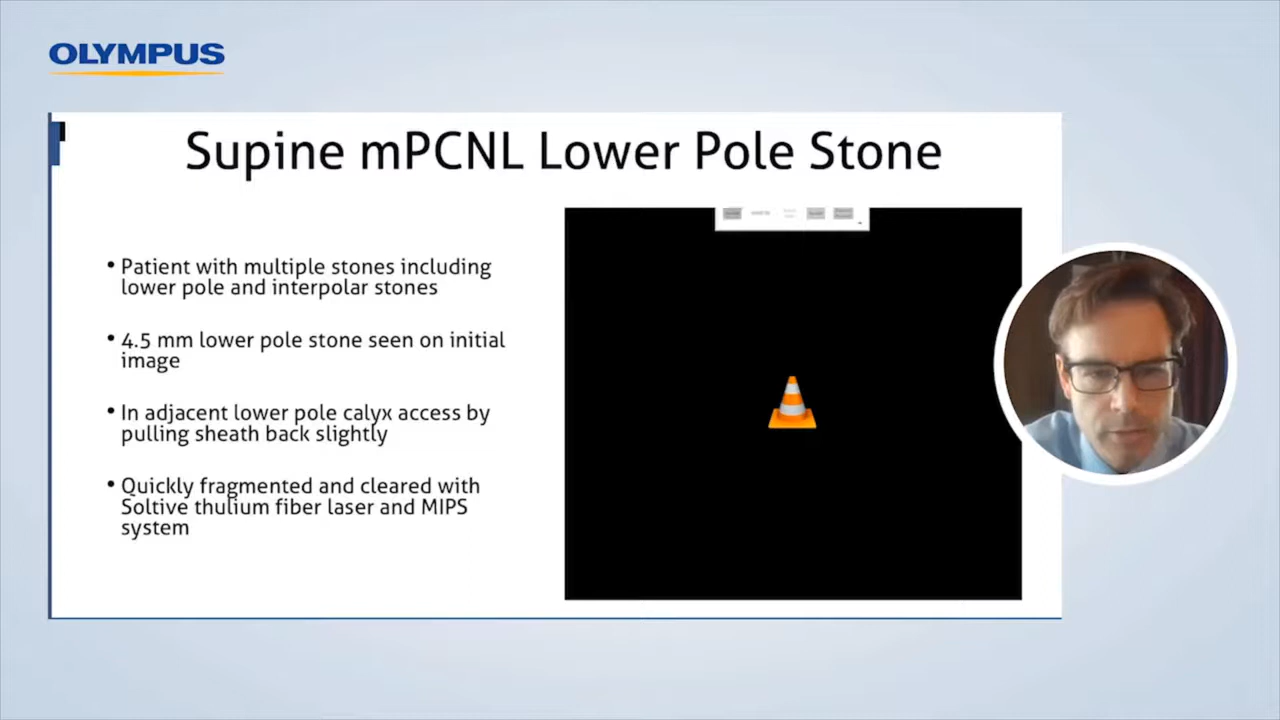 OLYMPUS
Supine mPCNL Lower Pole Stone
• Patient with multiple stones including
lower pole and interpolar stones
• 4.5 mm lower pole stone seen on initial
image
• In adjacent lower pole calyx access by
pulling sheath back slightly
• Quickly fragmented and cleared with
Soltive thulium fiber laser and MIPS
system